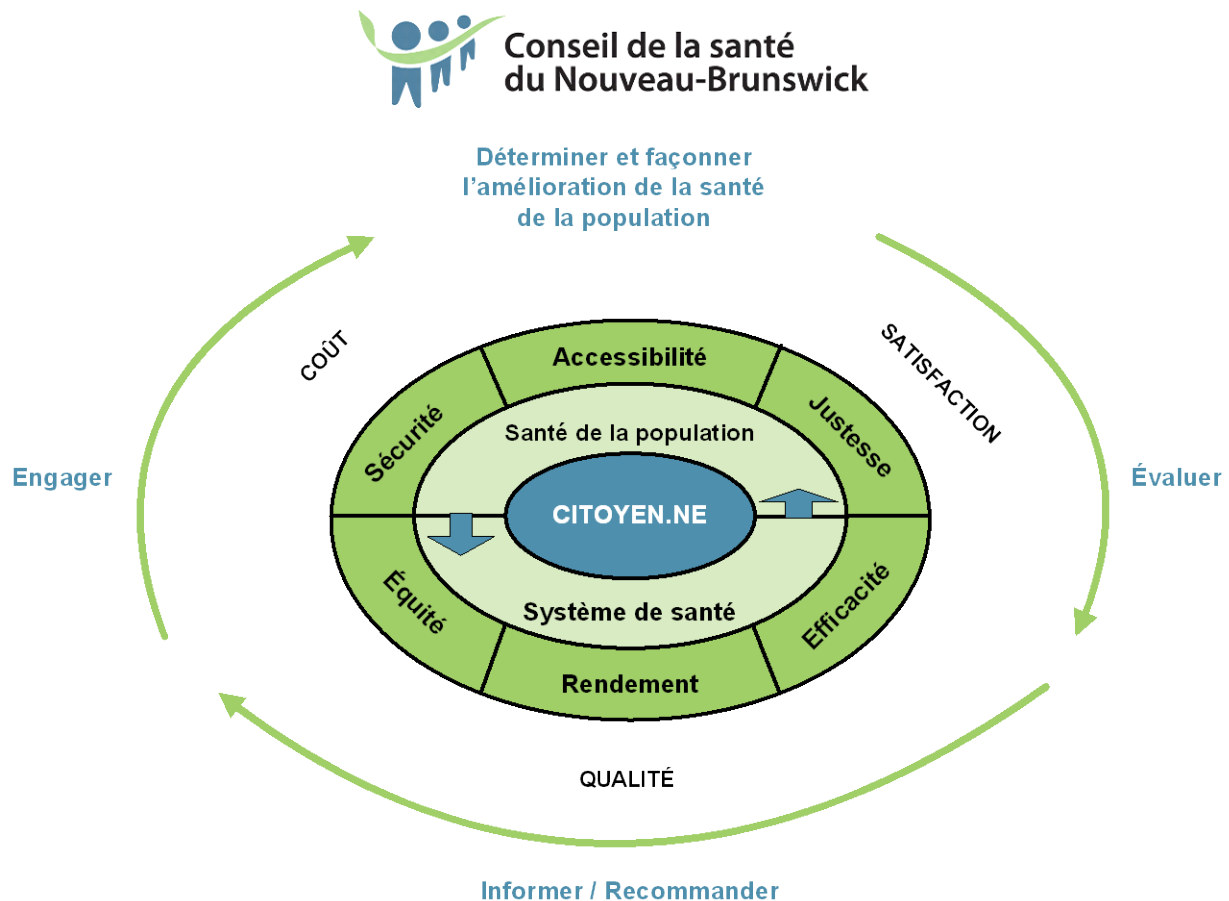 Conseil de la santé
du Nouveau-Brunswick
Déterminer et façonner
l’amélioration de la santé
de la population
COÛT
SATISFACTION
Accessibilité
Sécurité
Justesse
Santé de la population
Engager
Évaluer
CITOYEN.NE
Équité
Système de santé
Efficacité
Rendement
QUALITÉ
Informer / Recommander